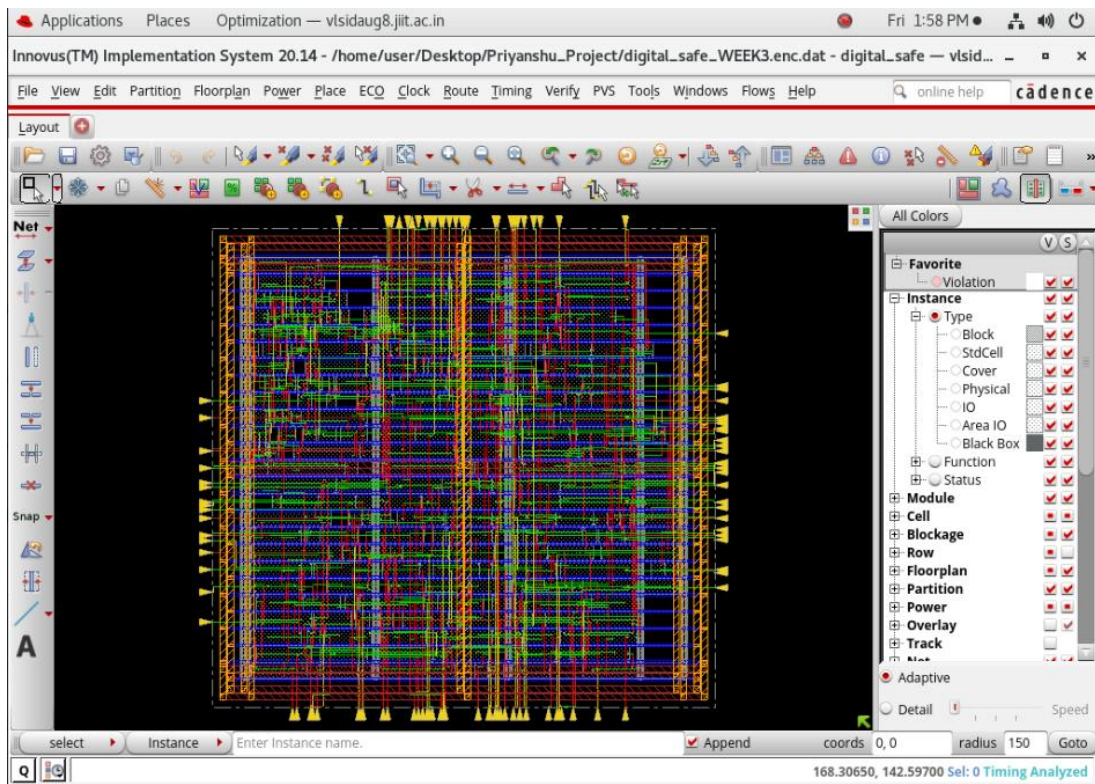 Applications Places Optimization — vlsidaug8.jiit.ac.in Fri 1:58 PM
Innovus(TM) Implementation System 20.14 - /home/user/Desktop/Priyanshu_Project/digital_safe_WEEK3.enc.dat - digital_safe — vlsid...
File View Edit Partition Floorplan Power Place ECO Clock Route Timing Verify PVS Tools Windows Flows Help online help cādence
Layout
»
All Colors
Net
V S
Favorite
Violation
Instance
Type
Block
StdCell
Cover
Physical
IO
Area IO
Black Box
Function
Status
Snap
Module
Cell
Blockage
Row
Floorplan
Partition
Power
Overlay
A
Track
Adaptive
Detail Speed
select Instance Enter Instance name. Append coords 0, 0 radius 150 Goto
Q 168.30650, 142.59700 Sel: 0 Timing Analyzed